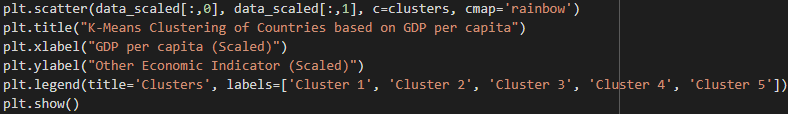 plt.scatter(data_scaled[:,0], data_scaled[:,1], c=clusters, cmap='rainbow')
plt.title("K-Means Clustering of Countries based on GDP per capita")
plt.xlabel("GDP per capita (Scaled)")
plt.ylabel("Other Economic Indicator (Scaled)")
plt.legend(title='Clusters', labels=['Cluster 1', 'Cluster 2', 'Cluster 3', 'Cluster 4', 'Cluster 5'])
plt.show()